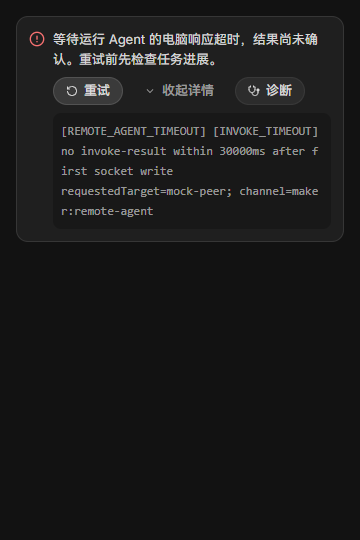 等待运行 Agent 的电脑响应超时，结果尚未确
认。重试前先检查任务进展。
重试 收起详情 诊断
[REMOTE_AGENT_TIMEOUT] [INVOKE_TIMEOUT]
no invoke-result within 30000ms after f
irst socket write
requestedTarget=mock-peer; channel=make
r:remote-agent